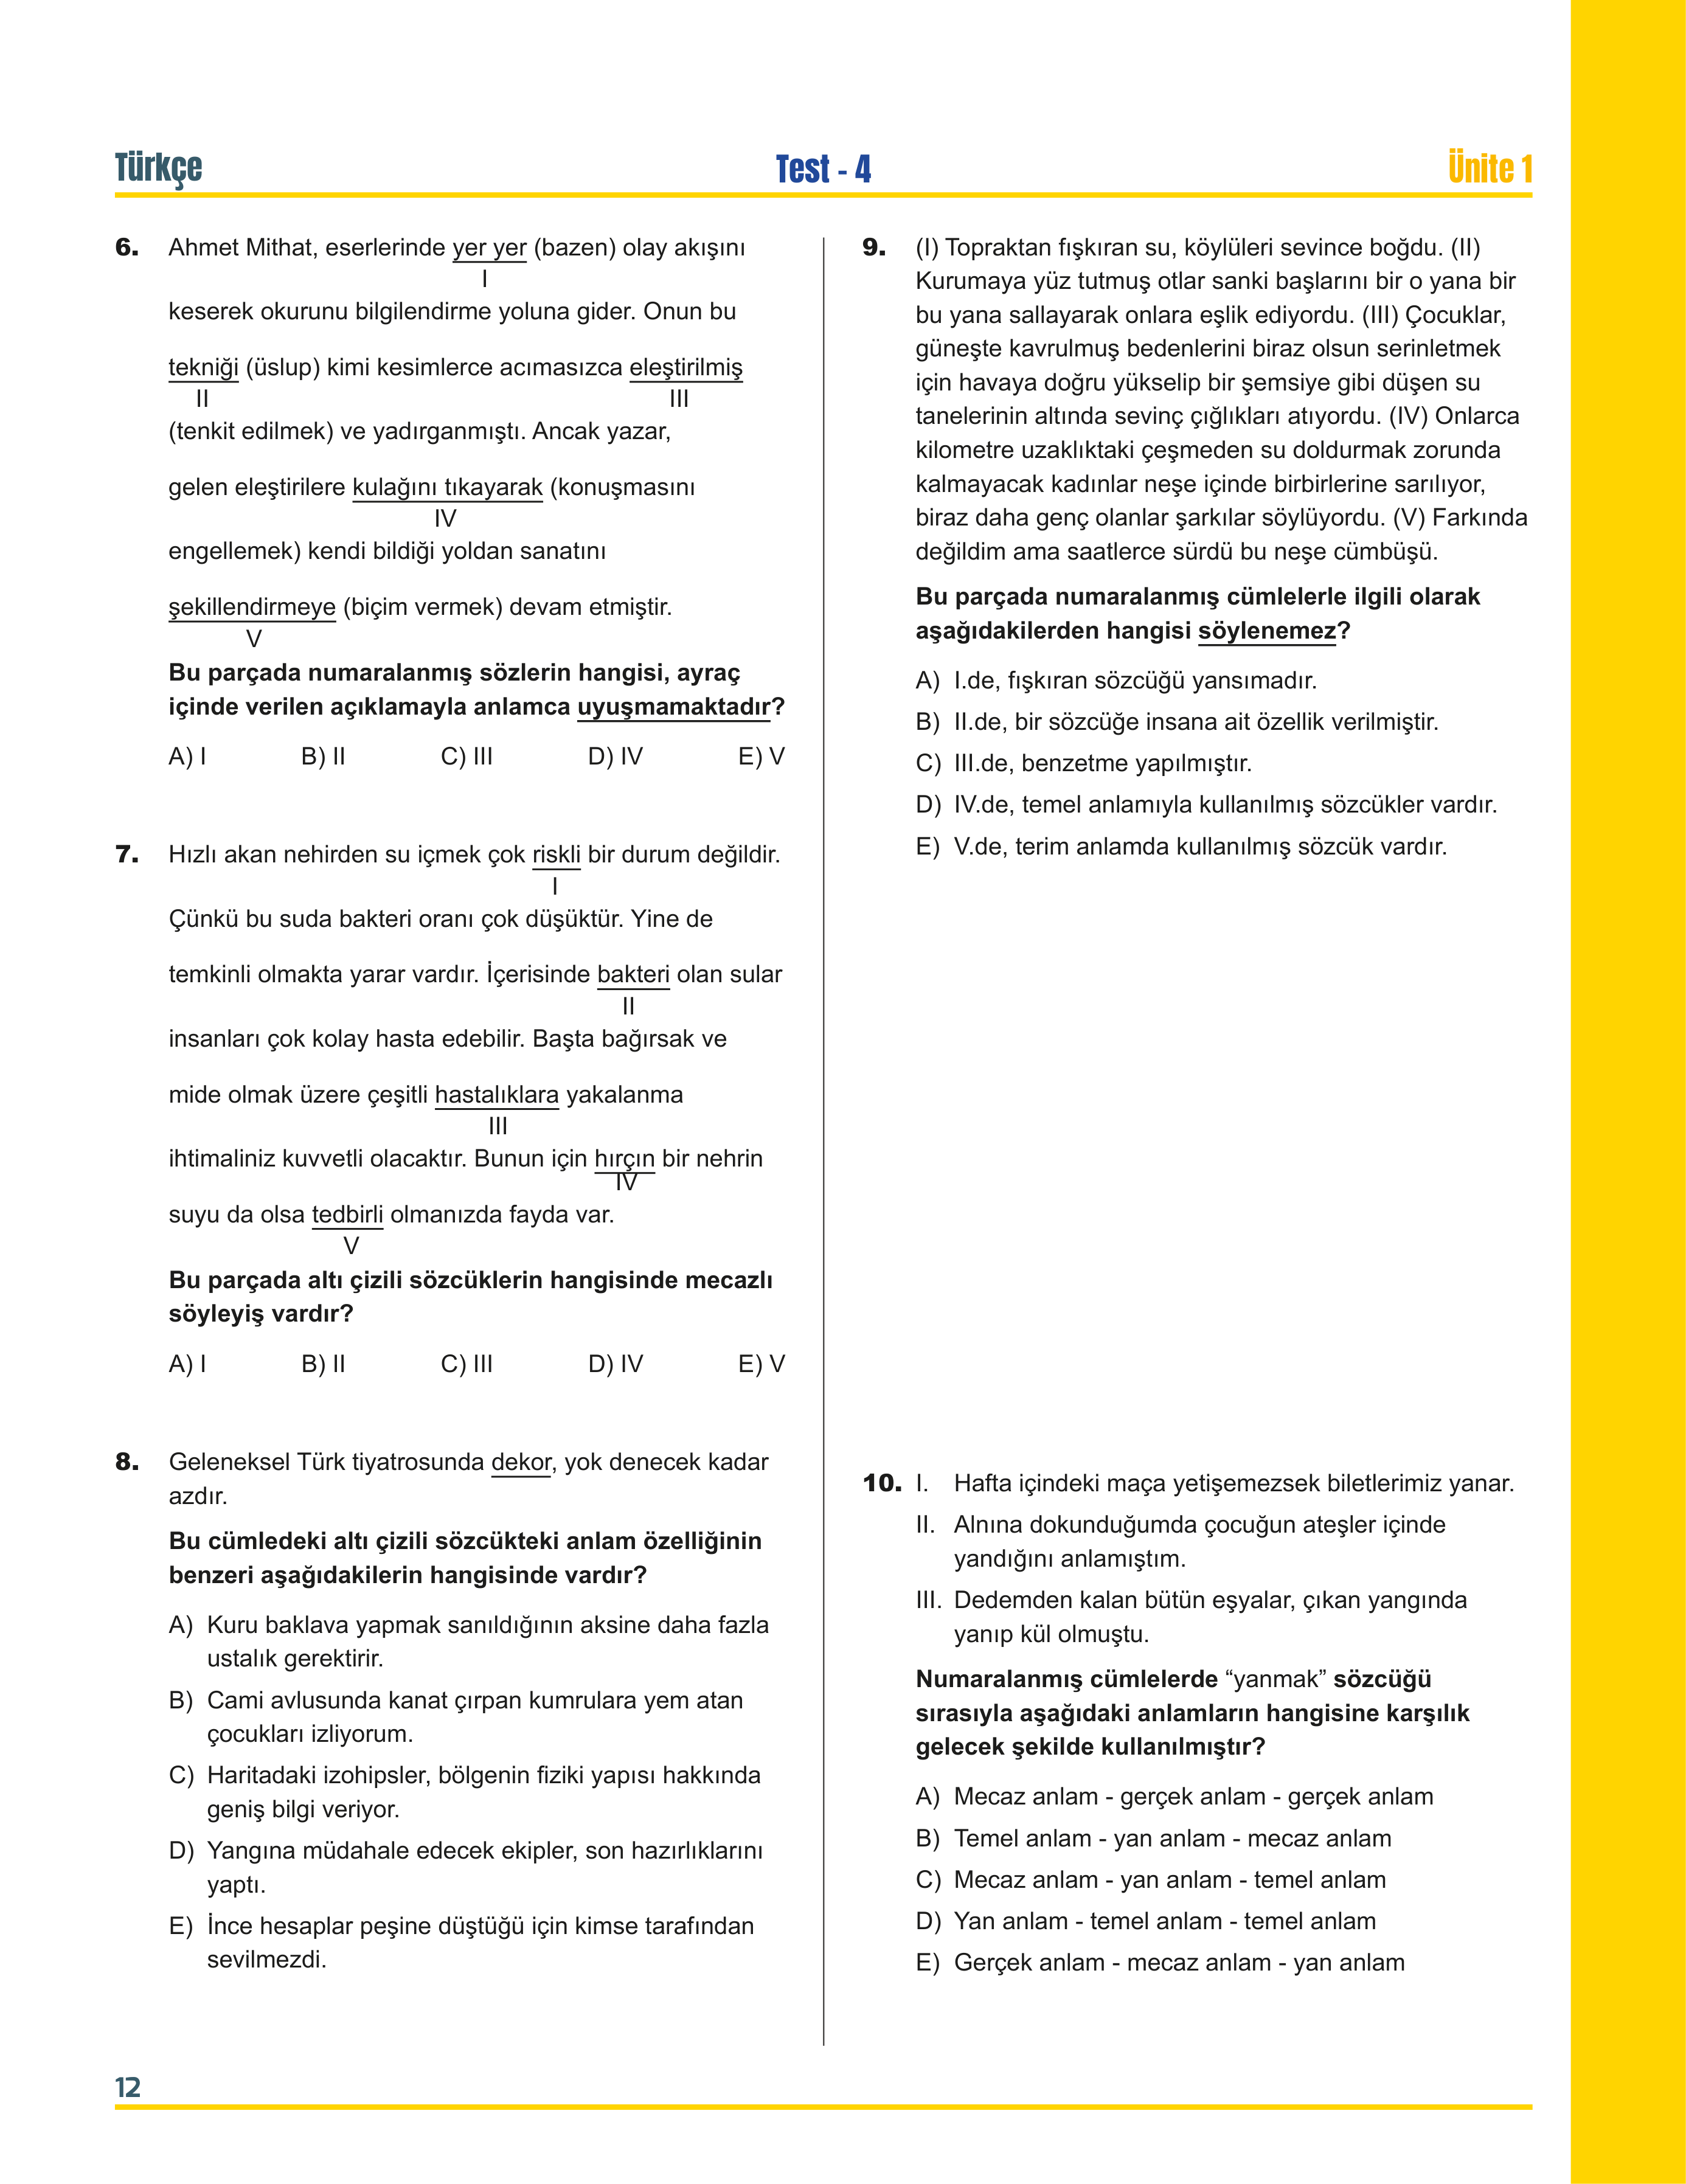 Türkçe
Test - 4
Ünite 1
6. Ahmet Mithat, eserlerinde yer yer (bazen) olay akışını
I
keserek okurunu bilgilendirme yoluna gider. Onun bu
tekniği (üslup) kimi kesimlerce acımasızca eleştirilmiş
II III
(tenkit edilmek) ve yadırganmıştı. Ancak yazar,
gelen eleştirilere kulağını tıkayarak (konuşmasını
IV
engellemek) kendi bildiği yoldan sanatını
şekillendirmeye (biçim vermek) devam etmiştir.
V
Bu parçada numaralanmış sözlerin hangisi, ayraç
içinde verilen açıklamayla anlamca uyuşmamaktadır?
A) I B) II C) III D) IV E) V
7. Hızlı akan nehirden su içmek çok riskli bir durum değildir.
I
Çünkü bu suda bakteri oranı çok düşüktür. Yine de
temkinli olmakta yarar vardır. İçerisinde bakteri olan sular
II
insanları çok kolay hasta edebilir. Başta bağırsak ve
mide olmak üzere çeşitli hastalıklara yakalanma
III
ihtimaliniz kuvvetli olacaktır. Bunun için hırçın bir nehrin
IV
suyu da olsa tedbirli olmanızda fayda var.
V
Bu parçada altı çizili sözcüklerin hangisinde mecazlı
söyleyiş vardır?
A) I B) II C) III D) IV E) V
8. Geleneksel Türk tiyatrosunda dekor, yok denecek kadar
azdır.
Bu cümledeki altı çizili sözcükteki anlam özelliğinin
benzeri aşağıdakilerin hangisinde vardır?
A) Kuru baklava yapmak sanıldığının aksine daha fazla
ustalık gerektirir.
B) Cami avlusunda kanat çırpan kumrulara yem atan
çocukları izliyorum.
C) Haritadaki izohipsler, bölgenin fiziki yapısı hakkında
geniş bilgi veriyor.
D) Yangına müdahale edecek ekipler, son hazırlıklarını
yaptı.
E) İnce hesaplar peşine düştüğü için kimse tarafından
sevilmezdi.
9. (I) Topraktan fışkıran su, köylüleri sevince boğdu. (II)
Kurumaya yüz tutmuş otlar sanki başlarını bir o yana bir
bu yana sallayarak onlara eşlik ediyordu. (III) Çocuklar,
güneşte kavrulmuş bedenlerini biraz olsun serinletmek
için havaya doğru yükselip bir şemsiye gibi düşen su
tanelerinin altında sevinç çığlıkları atıyordu. (IV) Onlarca
kilometre uzaklıktaki çeşmeden su doldurmak zorunda
kalmayacak kadınlar neşe içinde birbirlerine sarılıyor,
biraz daha genç olanlar şarkılar söylüyordu. (V) Farkında
değildim ama saatlerce sürdü bu neşe cümbüşü.
Bu parçada numaralanmış cümlelerle ilgili olarak
aşağıdakilerden hangisi söylenemez?
A) I.de, fışkıran sözcüğü yansımadır.
B) II.de, bir sözcüğe insana ait özellik verilmiştir.
C) III.de, benzetme yapılmıştır.
D) IV.de, temel anlamıyla kullanılmış sözcükler vardır.
E) V.de, terim anlamda kullanılmış sözcük vardır.
10. I. Hafta içindeki maça yetişemezsek biletlerimiz yanar.
II. Alnına dokunduğumda çocuğun ateşler içinde
yandığını anlamıştım.
III. Dedemden kalan bütün eşyalar, çıkan yangında
yanıp kül olmuştu.
Numaralanmış cümlelerde “yanmak” sözcüğü
sırasıyla aşağıdaki anlamların hangisine karşılık
gelecek şekilde kullanılmıştır?
A) Mecaz anlam - gerçek anlam - gerçek anlam
B) Temel anlam - yan anlam - mecaz anlam
C) Mecaz anlam - yan anlam - temel anlam
D) Yan anlam - temel anlam - temel anlam
E) Gerçek anlam - mecaz anlam - yan anlam
12